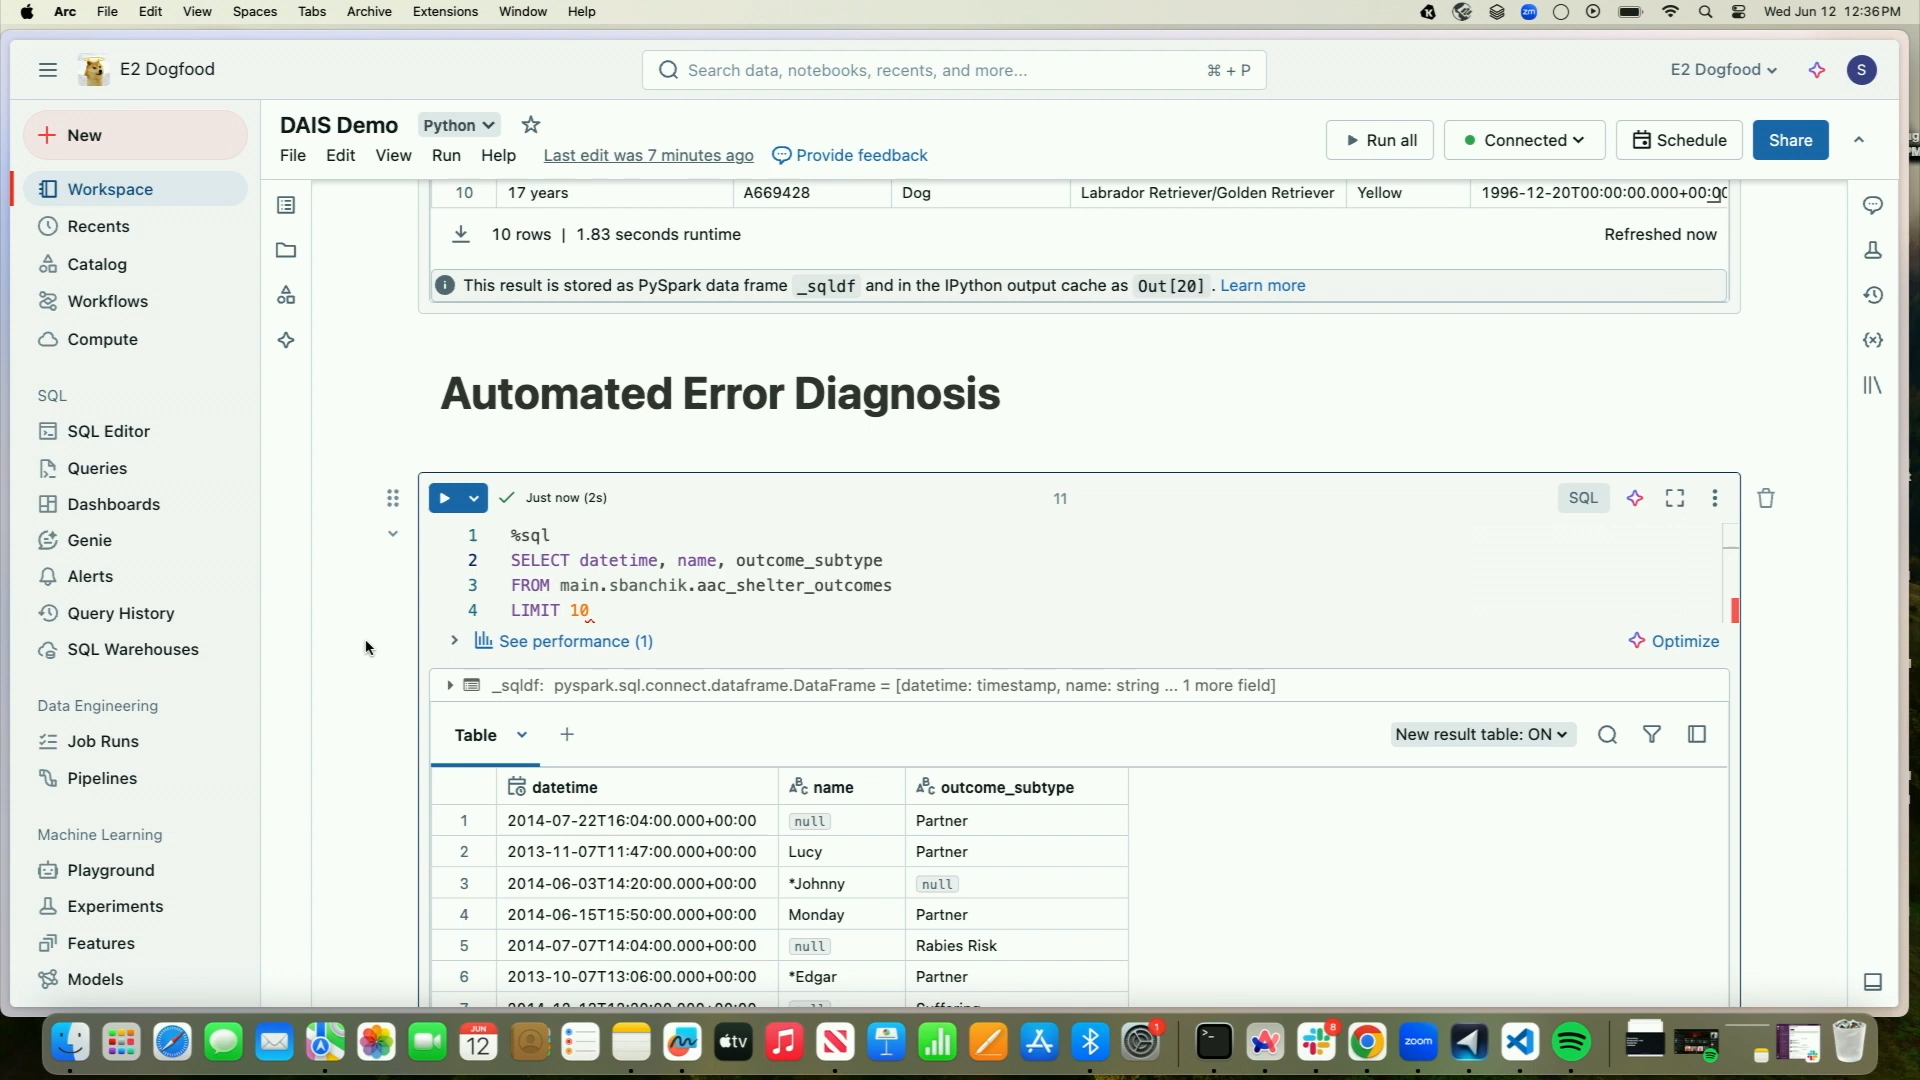 Arc File Edit View Spaces Tabs Archive Extensions Window Help Wed Jun 12 12:36 PM
E2 Dogfood
Search data, notebooks, recents, and more... ⌘ + P
E2 Dogfood
S
New
Workspace
Recents
Catalog
Workflows
Compute
SQL
SQL Editor
Queries
Dashboards
Genie
Alerts
Query History
SQL Warehouses
Data Engineering
Job Runs
Pipelines
Machine Learning
Playground
Experiments
Features
Models
DAIS Demo Python
File Edit View Run Help Last edit was 7 minutes ago Provide feedback
Run all Connected Schedule Share
10 17 years A669428 Dog Labrador Retriever/Golden Retriever Yellow 1996-12-20T00:00:00.000+00:00
10 rows | 1.83 seconds runtime Refreshed now
This result is stored as PySpark data frame _sqldf and in the IPython output cache as Out[20] . Learn more
Automated Error Diagnosis
Just now (2s) 11 SQL
1 %sql
2 SELECT datetime, name, outcome_subtype
3 FROM main.sbanchik.aac_shelter_outcomes
4 LIMIT 10
See performance (1) Optimize
_sqldf: pyspark.sql.connect.dataframe.DataFrame = [datetime: timestamp, name: string ... 1 more field]
Table + New result table: ON
datetime name outcome_subtype
1 2014-07-22T16:04:00.000+00:00 null Partner
2 2013-11-07T11:47:00.000+00:00 Lucy Partner
3 2014-06-03T14:20:00.000+00:00 *Johnny null
4 2014-06-15T15:50:00.000+00:00 Monday Partner
5 2014-07-07T14:04:00.000+00:00 null Rabies Risk
6 2013-10-07T13:06:00.000+00:00 *Edgar Partner
JUN
12
tv
1
8
zoom